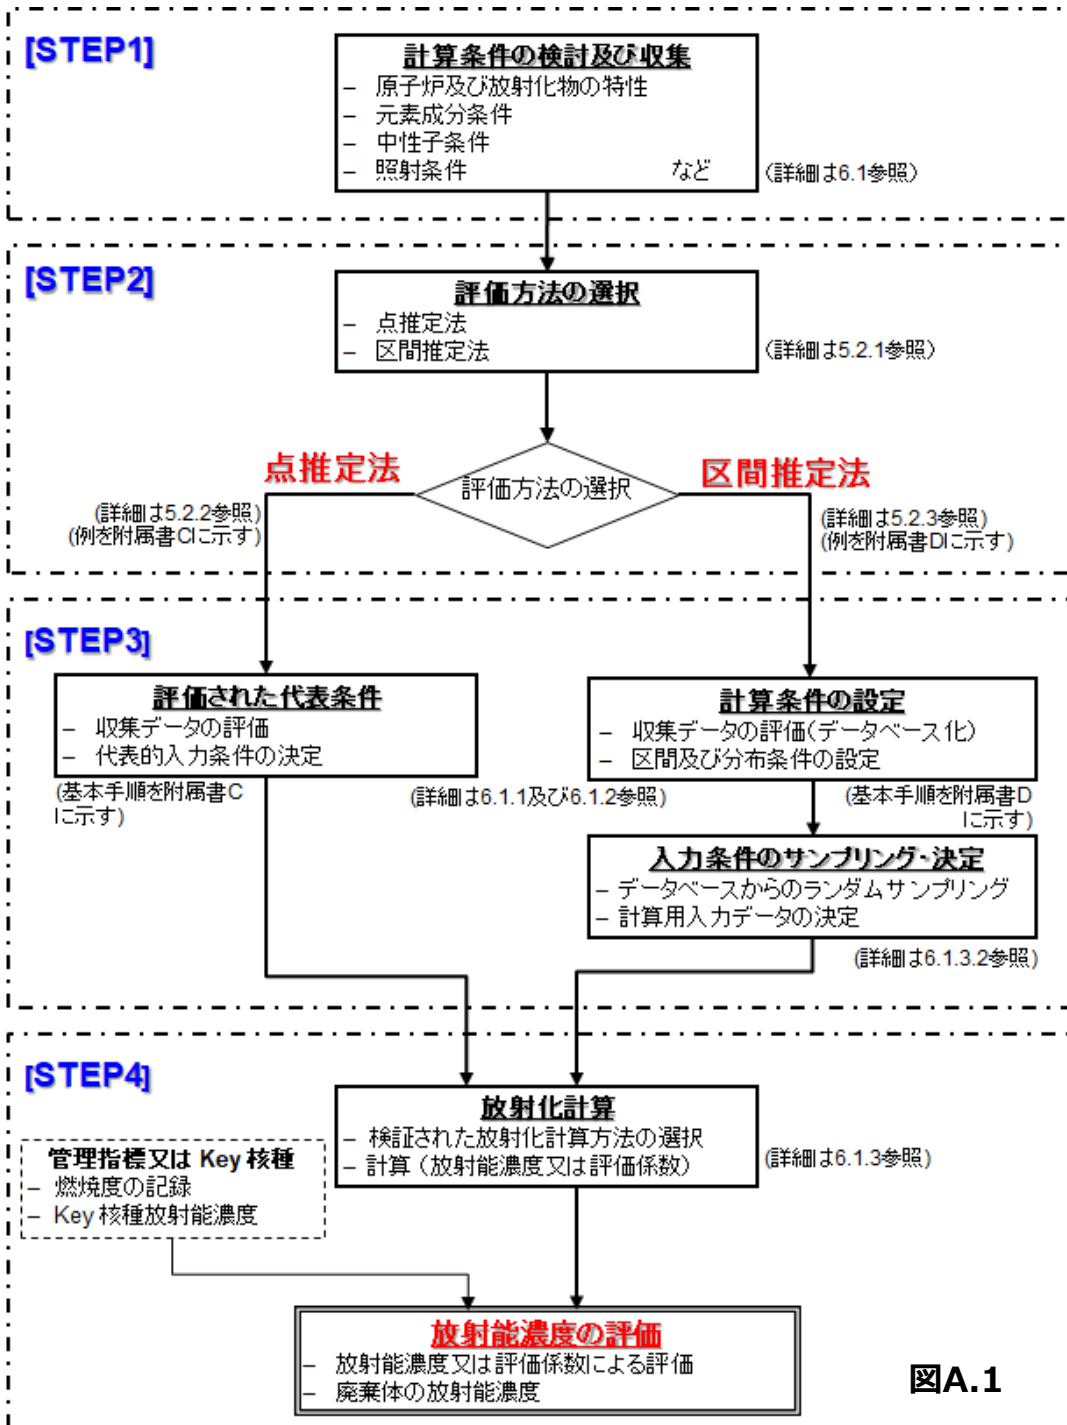 [STEP1]
計算条件の検討及び収集
– 原子炉及び放射化物の特性
– 元素成分条件
– 中性子条件
– 照射条件 など
(詳細は6.1参照)
[STEP2]
評価方法の選択
– 点推定法
– 区間推定法
(詳細は5.2.1参照)
評価方法の選択
点推定法
(詳細は5.2.2参照)
(例を附属書Cに示す)
区間推定法
(詳細は5.2.3参照)
(例を附属書Dに示す)
[STEP3]
評価された代表条件
– 収集データの評価
– 代表的入力条件の決定
(基本手順を附属書C
に示す)
(詳細は6.1.1及び6.1.2参照)
計算条件の設定
– 収集データの評価(データベース化)
– 区間及び分布条件の設定
(基本手順を附属書D
に示す)
入力条件のサンプリング・決定
– データベースからのランダムサンプリング
– 計算用入力データの決定
(詳細は6.1.3.2参照)
[STEP4]
放射化計算
– 検証された放射化計算方法の選択
– 計算(放射能濃度又は評価係数)
(詳細は6.1.3参照)
管理指標又は Key 核種
– 燃焼度の記録
– Key 核種放射能濃度
放射能濃度の評価
– 放射能濃度又は評価係数による評価
– 廃棄体の放射能濃度
図A.1